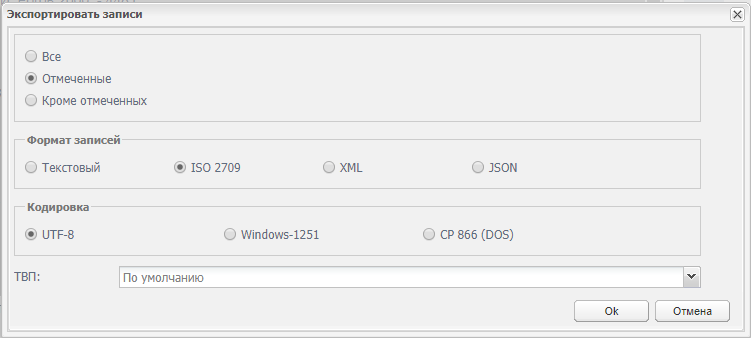 Экспортировать записи
Все
Отмеченные
Кроме отмеченных
Формат записей
Текстовый ISO 2709 XML JSON
Кодировка
UTF-8 Windows-1251 CP 866 (DOS)
ТВП: По умолчанию
Ok Отмена